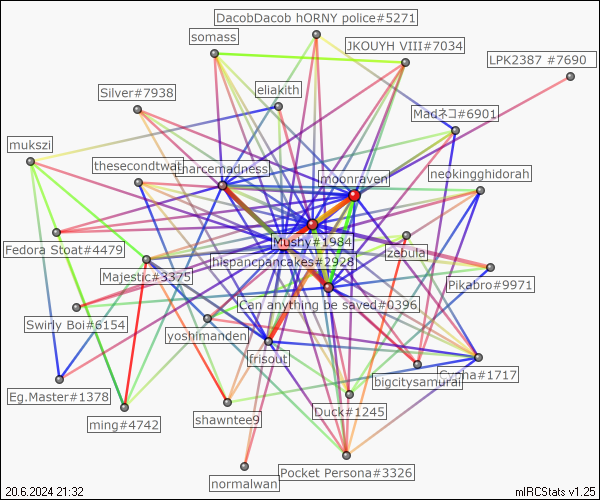 DacobDacob hORNY police#5271
somass
JKOUYH VIII#7034
LPK2387 #7690
Silver#7938
eliakith
Madネコ#6901
mukszi
thesecondtwat
harcemadness
moonraven
neokingghidorah
Fedora Stoat#4479
Mushy#1984
zebula
hispancpancakes#2928
Majestic#3375
Pikabro#9971
Can anything be saved#0396
Swirly Boi#6154
yoshimanden
frisout
Cypha#1717
bigcitysamurai
Eg.Master#1378
shawntee9
Duck#1245
ming#4742
Pocket Persona#3326
normalwan
20.6.2024 21:32
mIRCStats v1.25